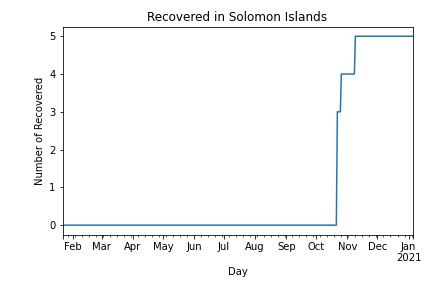 Recovered in Solomon Islands
Number of Recovered
5
4
3
2
1
0
Feb Mar Apr May Jun Jul Aug Sep Oct Nov Dec Jan
2021
Day